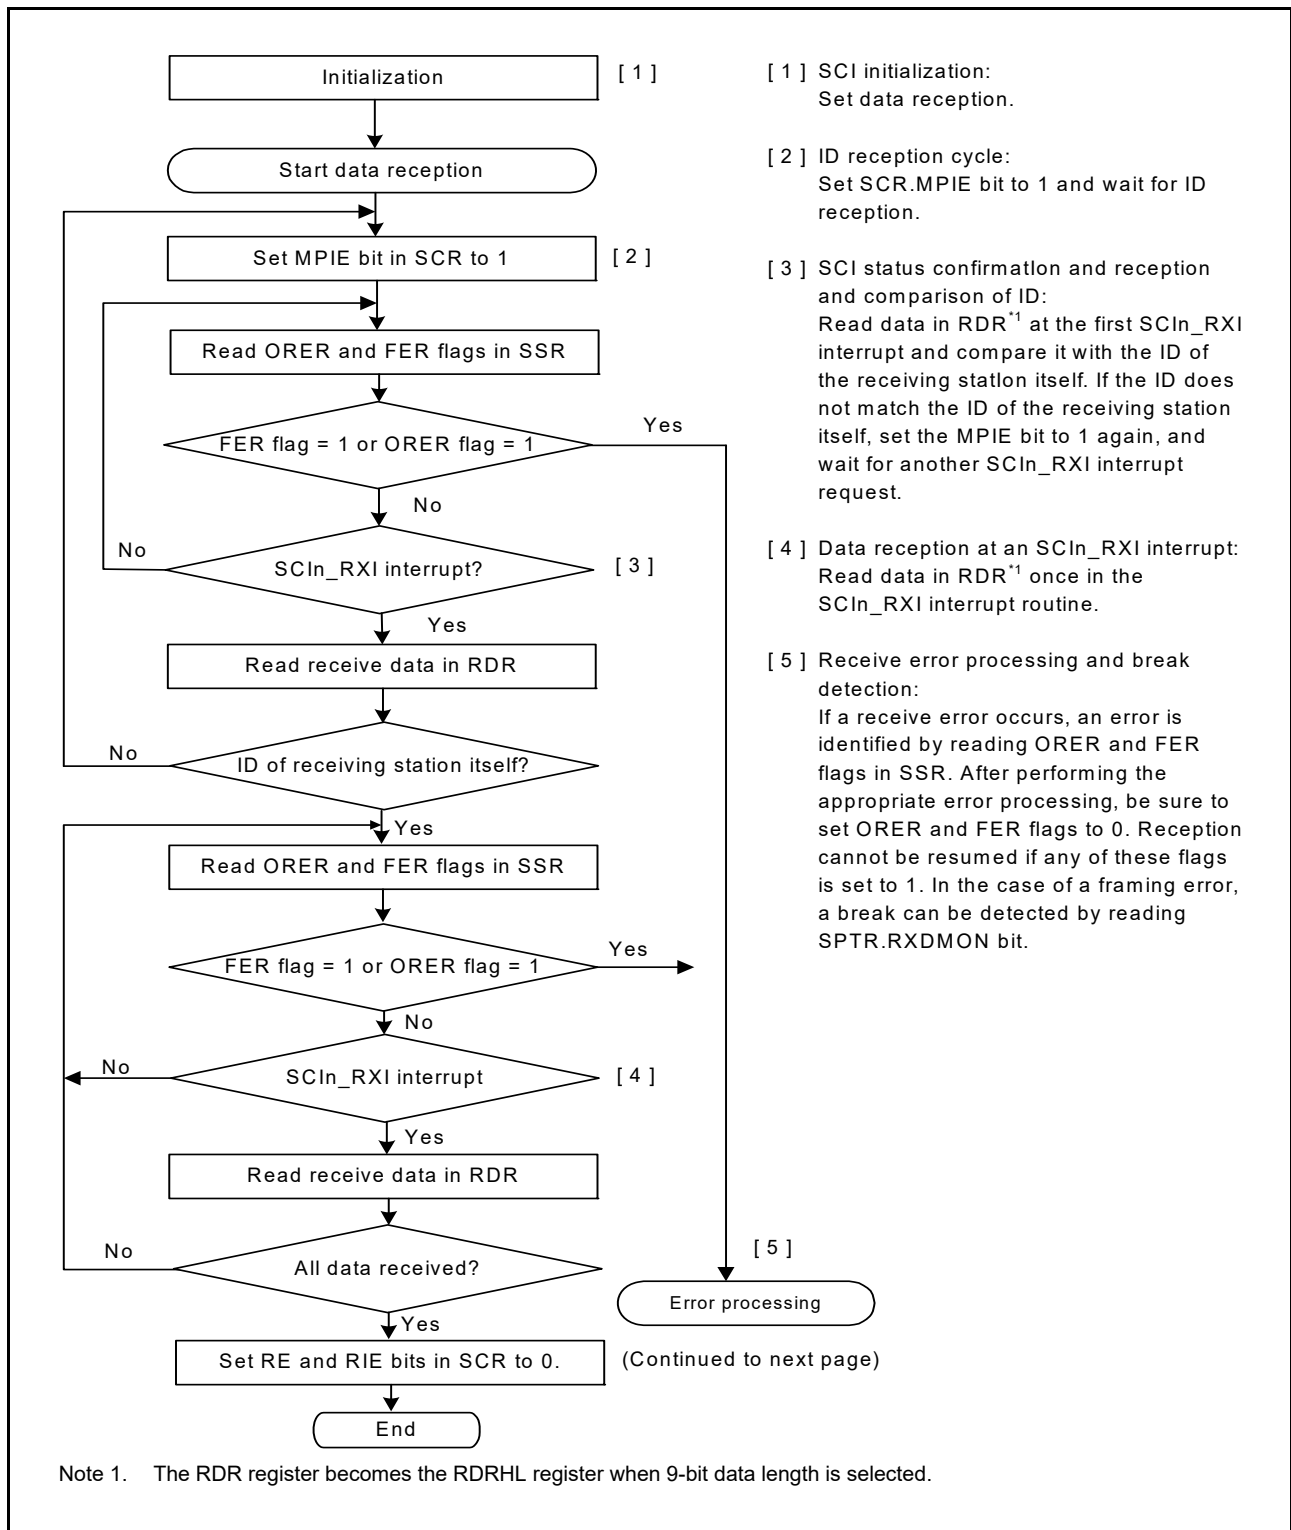 Initialization
[ 1 ]
Start data reception
Set MPIE bit in SCR to 1
[ 2 ]
Read ORER and FER flags in SSR
FER flag = 1 or ORER flag = 1
Yes
No
SCIn_RXI interrupt?
[ 3 ]
No
Yes
Read receive data in RDR
ID of receiving station itself?
No
Yes
Read ORER and FER flags in SSR
FER flag = 1 or ORER flag = 1
Yes
No
SCIn_RXI interrupt
[ 4 ]
No
Yes
Read receive data in RDR
All data received?
No
Yes
[ 5 ]
Error processing
Set RE and RIE bits in SCR to 0.
(Continued to next page)
End
[ 1 ] SCI initialization:
Set data reception.
[ 2 ] ID reception cycle:
Set SCR.MPIE bit to 1 and wait for ID
reception.
[ 3 ] SCI status confirmatIon and reception
and comparison of ID:
Read data in RDR*1 at the first SCIn_RXI
interrupt and compare it with the ID of
the receiving statIon itself. If the ID does
not match the ID of the receiving station
itself, set the MPIE bit to 1 again, and
wait for another SCIn_RXI interrupt
request.
[ 4 ] Data reception at an SCIn_RXI interrupt:
Read data in RDR*1 once in the
SCIn_RXI interrupt routine.
[ 5 ] Receive error processing and break
detection:
If a receive error occurs, an error is
identified by reading ORER and FER
flags in SSR. After performing the
appropriate error processing, be sure to
set ORER and FER flags to 0. Reception
cannot be resumed if any of these flags
is set to 1. In the case of a framing error,
a break can be detected by reading
SPTR.RXDMON bit.
Note 1. The RDR register becomes the RDRHL register when 9-bit data length is selected.